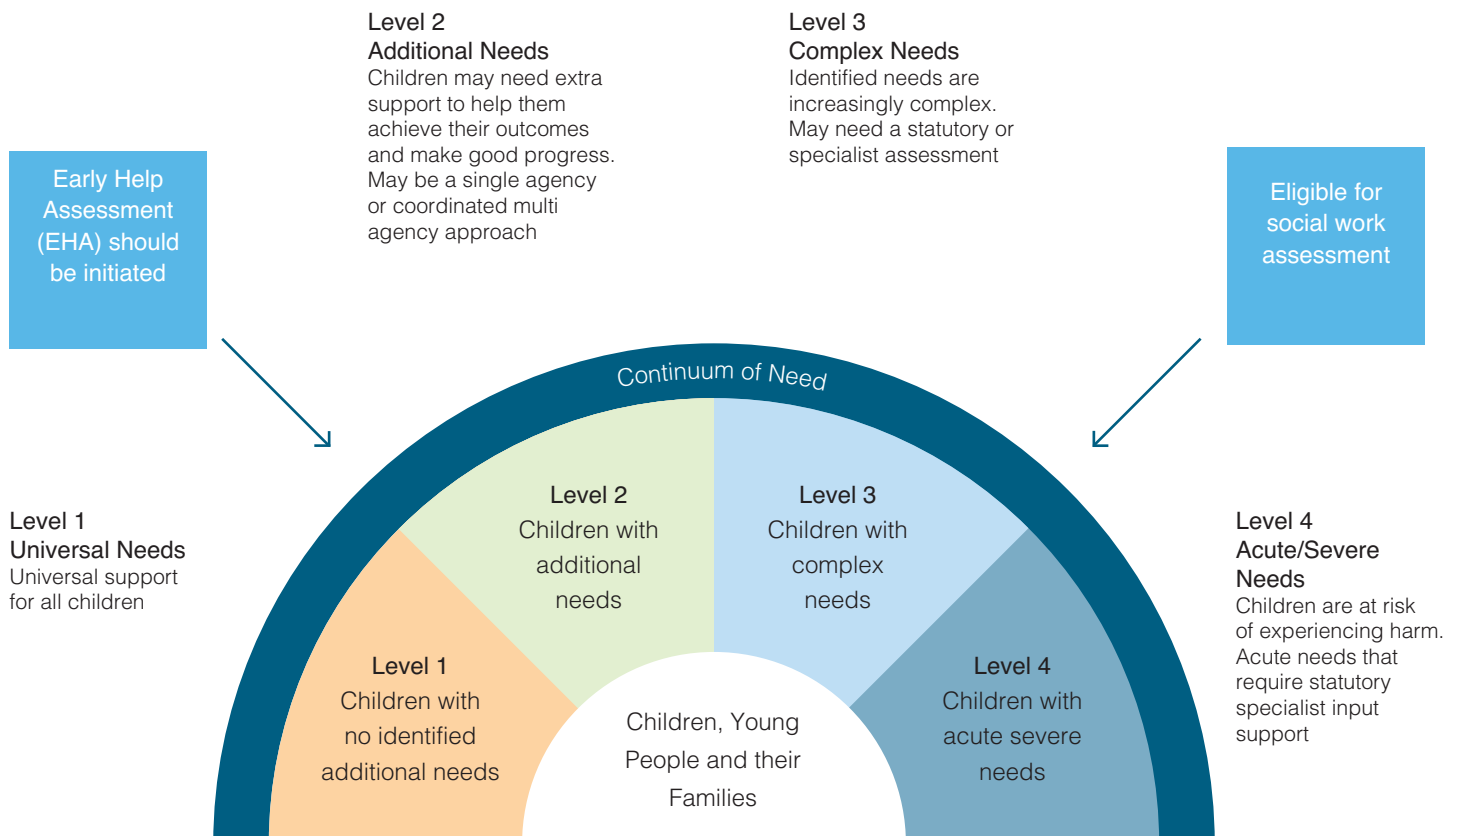 Level 2
Additional Needs
Children may need extra
support to help them
achieve their outcomes
and make good progress.
May be a single agency
or coordinated multi
agency approach
Level 3
Complex Needs
Identified needs are
increasingly complex.
May need a statutory or
specialist assessment
Early Help
Assessment
(EHA) should
be initiated
Eligible for
social work
assessment
Continuum of Need
Level 1
Universal Needs
Universal support
for all children
Level 2
Children with
additional
needs
Level 3
Children with
complex
needs
Level 4
Acute/Severe
Needs
Children are at risk
of experiencing harm.
Acute needs that
require statutory
specialist input
support
Level 1
Children with
no identified
additional needs
Level 4
Children with
acute severe
needs
Children, Young
People and their
Families